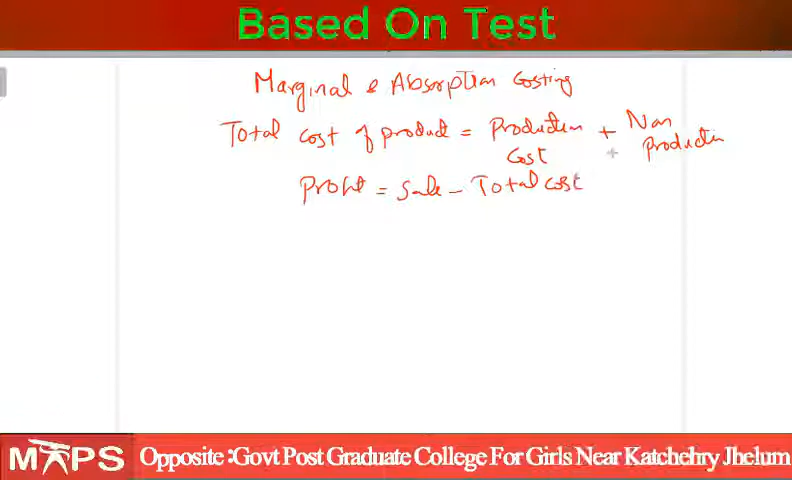 Based On Test
Marginal & Absorption Costing
Total cost of product = Production + Non
Cost Production
Profit = Sale - Total cost
MAPS Opposite :Govt Post Graduate College For Girls Near Katchehry Jhelum